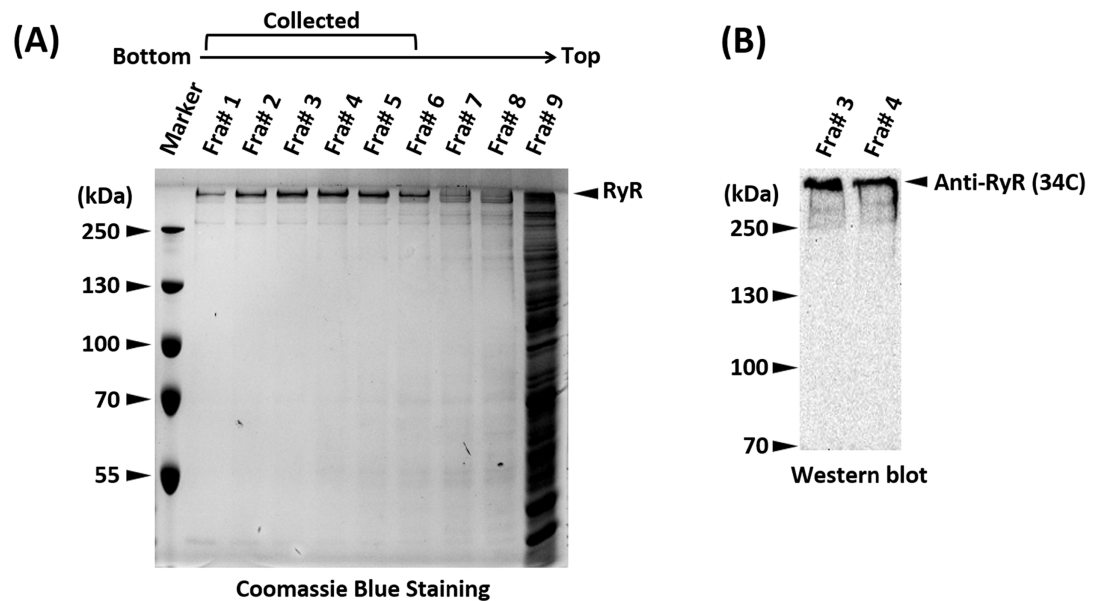 (A)
Collected
Bottom
Top
Marker
Fra# 1
Fra# 2
Fra# 3
Fra# 4
Fra# 5
Fra# 6
Fra# 7
Fra# 8
Fra# 9
(kDa)
RyR
250
130
100
70
55
Coomassie Blue Staining
(B)
Fra# 3
Fra# 4
(kDa)
Anti-RyR (34C)
250
130
100
70
Western blot